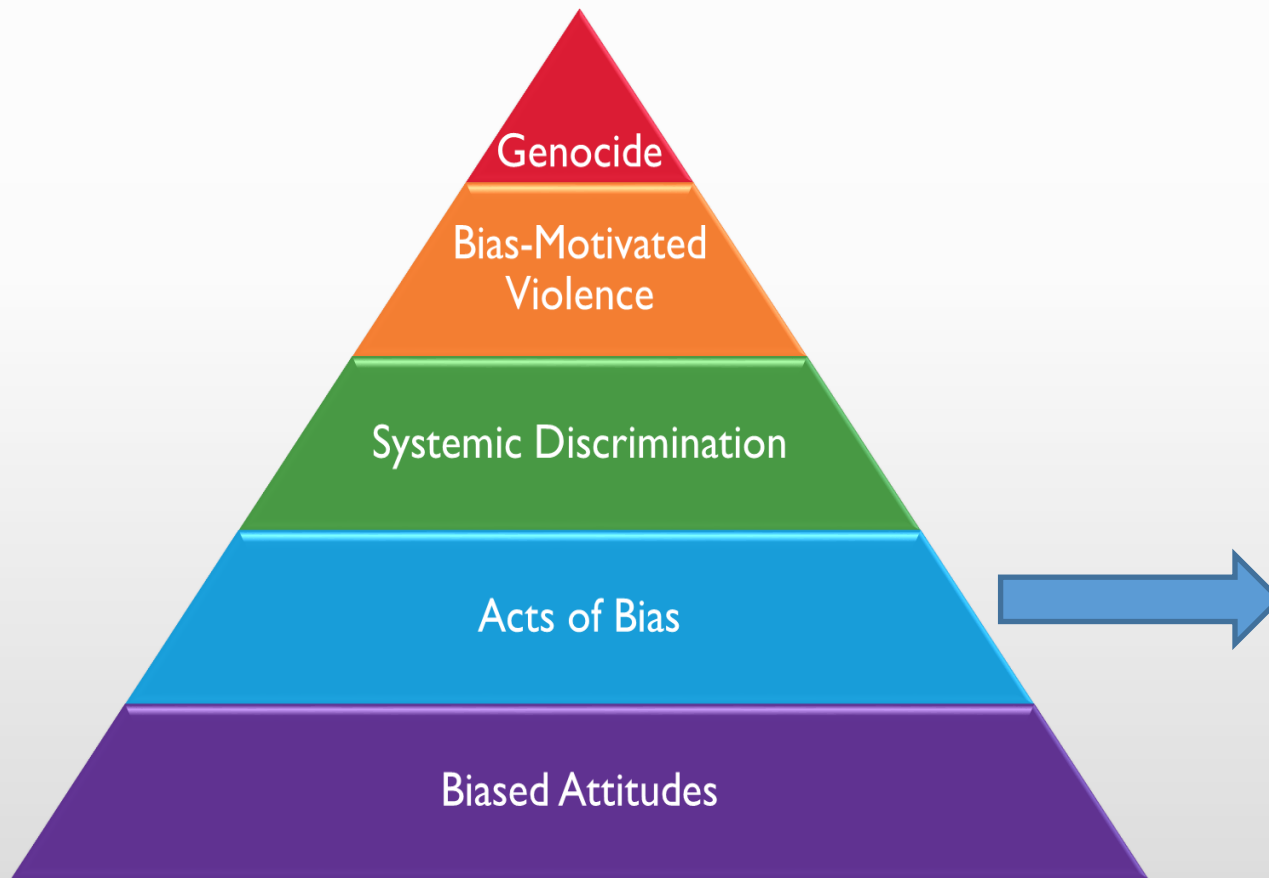 Genocide
Bias-Motivated
Violence
Systemic Discrimination
Acts of Bias
Biased Attitudes